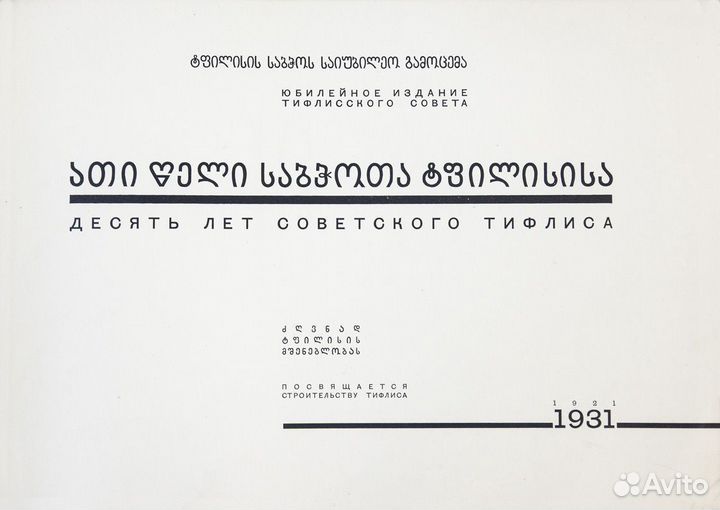 ტფილისის საბჭოს საიუბილეო გამოცემა
ЮБИЛЕЙНОЕ ИЗДАНИЕ
ТИФЛИССКОГО СОВЕТА
ათი წელი საბჭოთა ტფილისისა
ДЕСЯТЬ ЛЕТ СОВЕТСКОГО ТИФЛИСА
ძღვნად
ტფილისის
მშენებლობას
ПОСВЯЩАЕТСЯ
СТРОИТЕЛЬСТВУ ТИФЛИСА
1921
1931
Avito